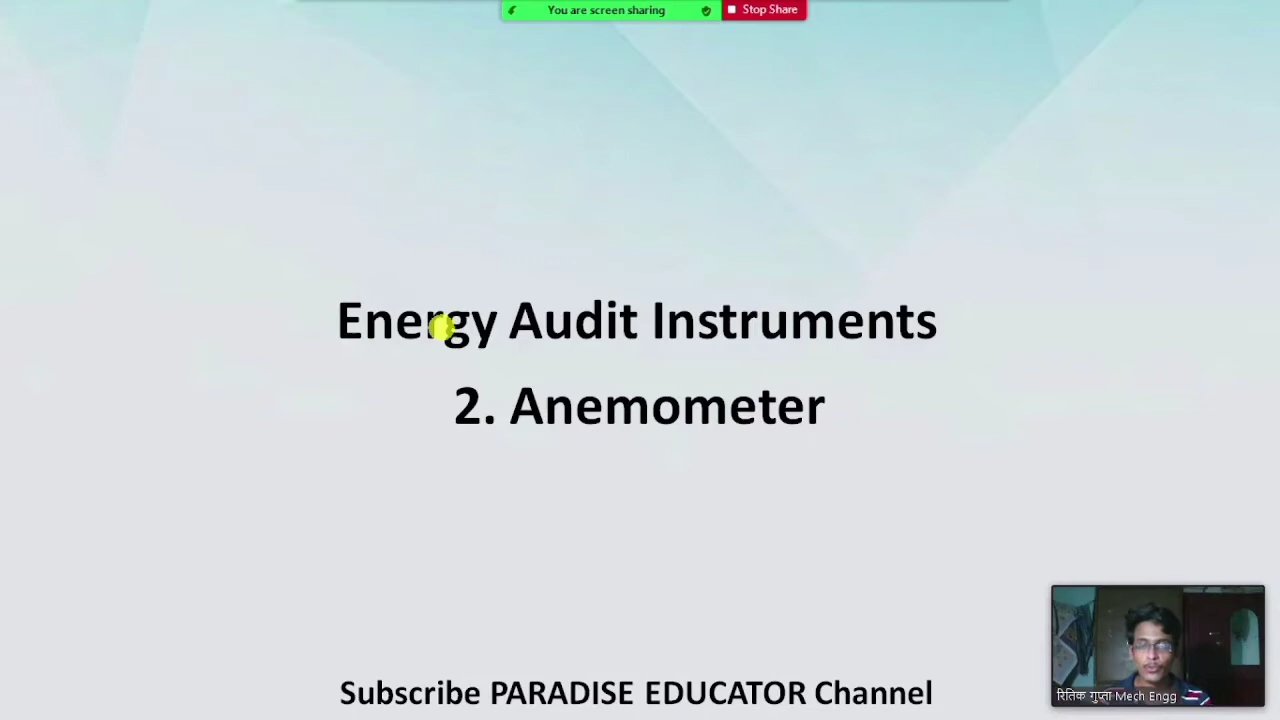 You are screen sharing
Stop Share
Energy Audit Instruments
2. Anemometer
Subscribe PARADISE EDUCATOR Channel
रितिक गुप्ता Mech Engg